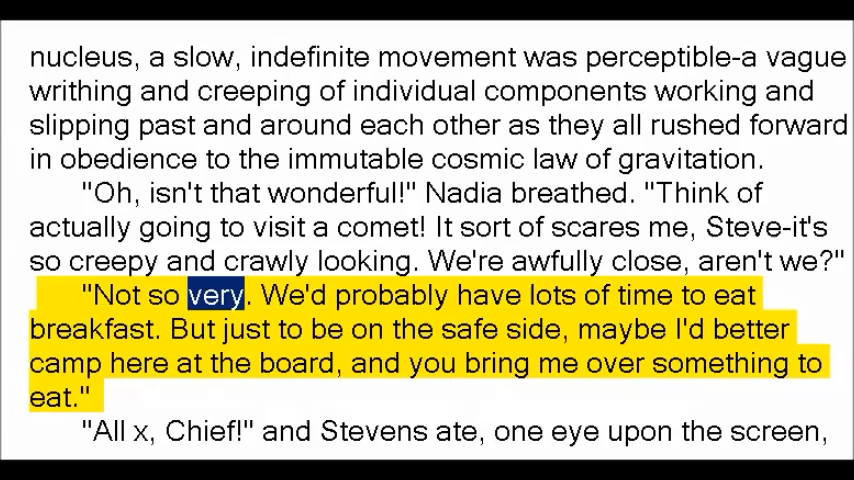 nucleus, a slow, indefinite movement was perceptible-a vague
writhing and creeping of individual components working and
slipping past and around each other as they all rushed forward
in obedience to the immutable cosmic law of gravitation.
"Oh, isn't that wonderful!" Nadia breathed. "Think of
actually going to visit a comet! It sort of scares me, Steve-it's
so creepy and crawly looking. We're awfully close, aren't we?"
"Not so very. We'd probably have lots of time to eat
breakfast. But just to be on the safe side, maybe I'd better
camp here at the board, and you bring me over something to
eat."
"All x, Chief!" and Stevens ate, one eye upon the screen,